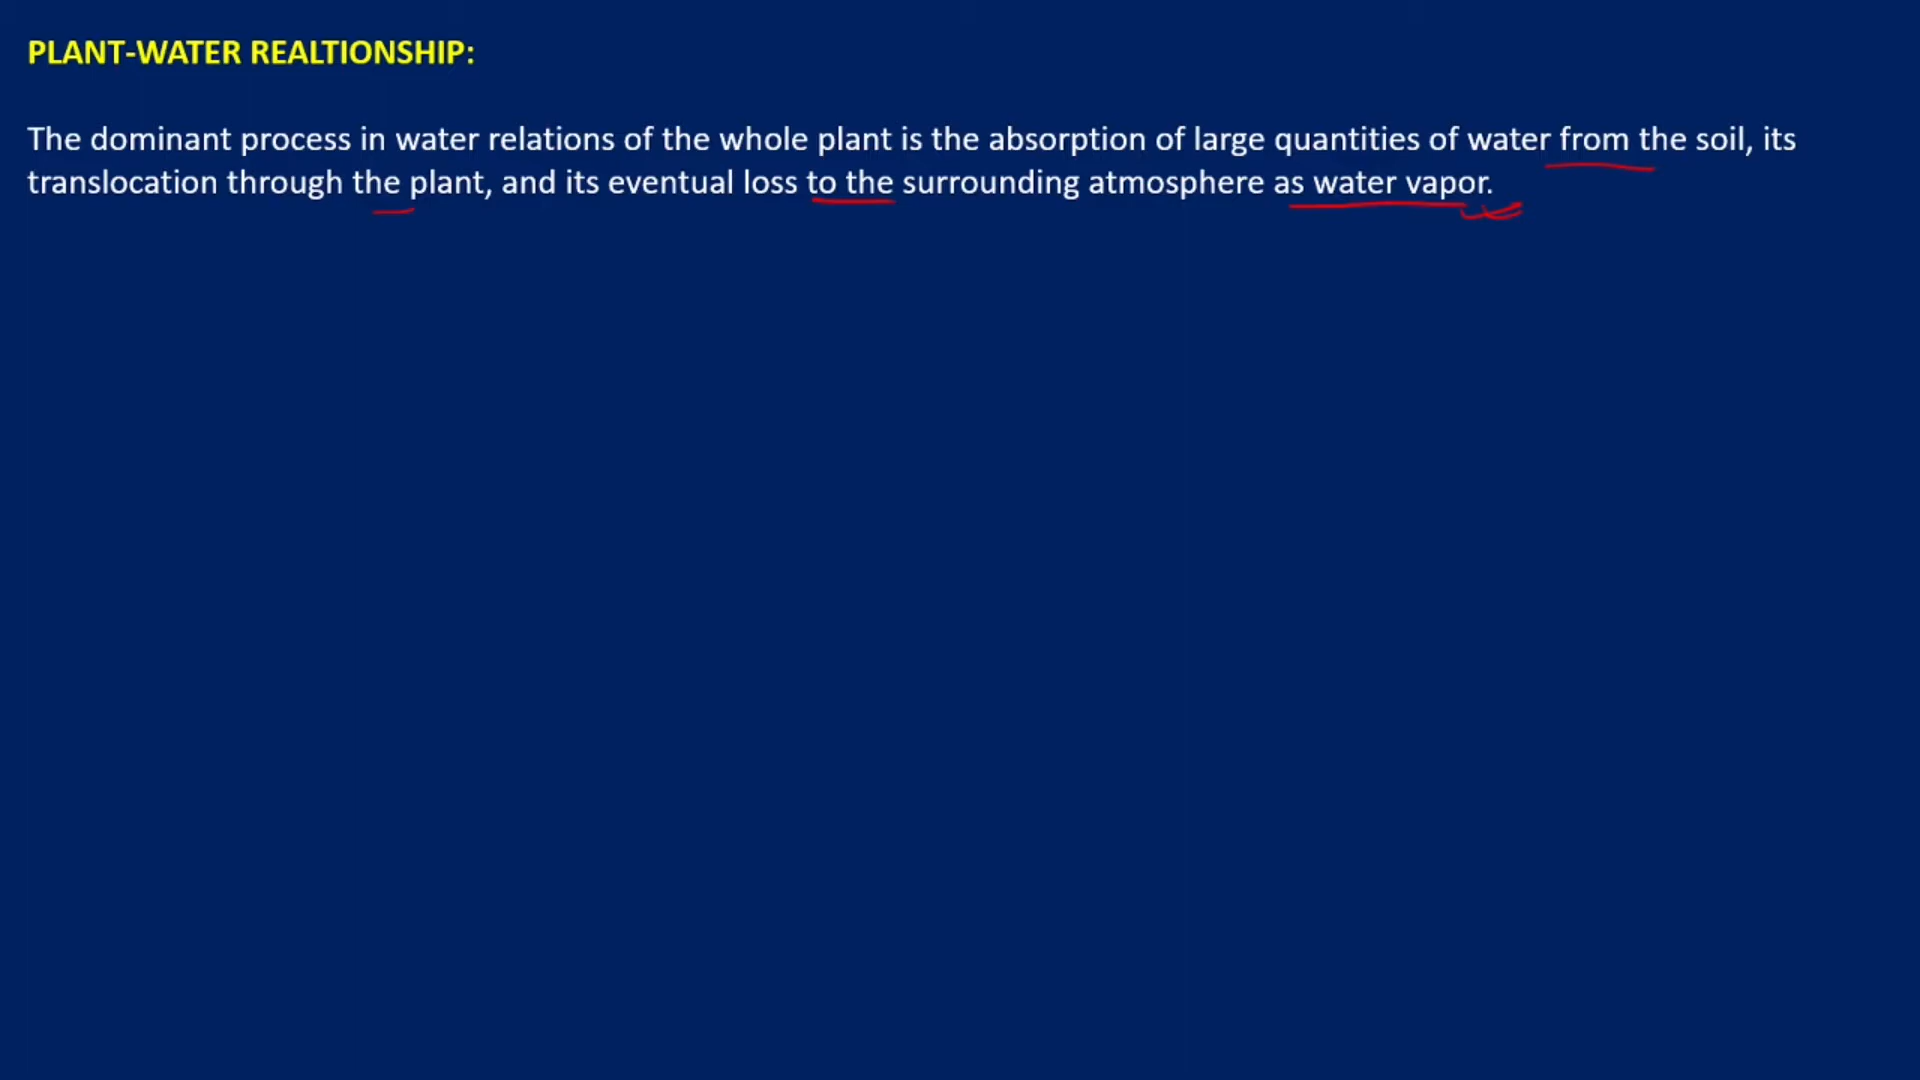 PLANT-WATER REALTIONSHIP:
The dominant process in water relations of the whole plant is the absorption of large quantities of water from the soil, its
translocation through the plant, and its eventual loss to the surrounding atmosphere as water vapor.